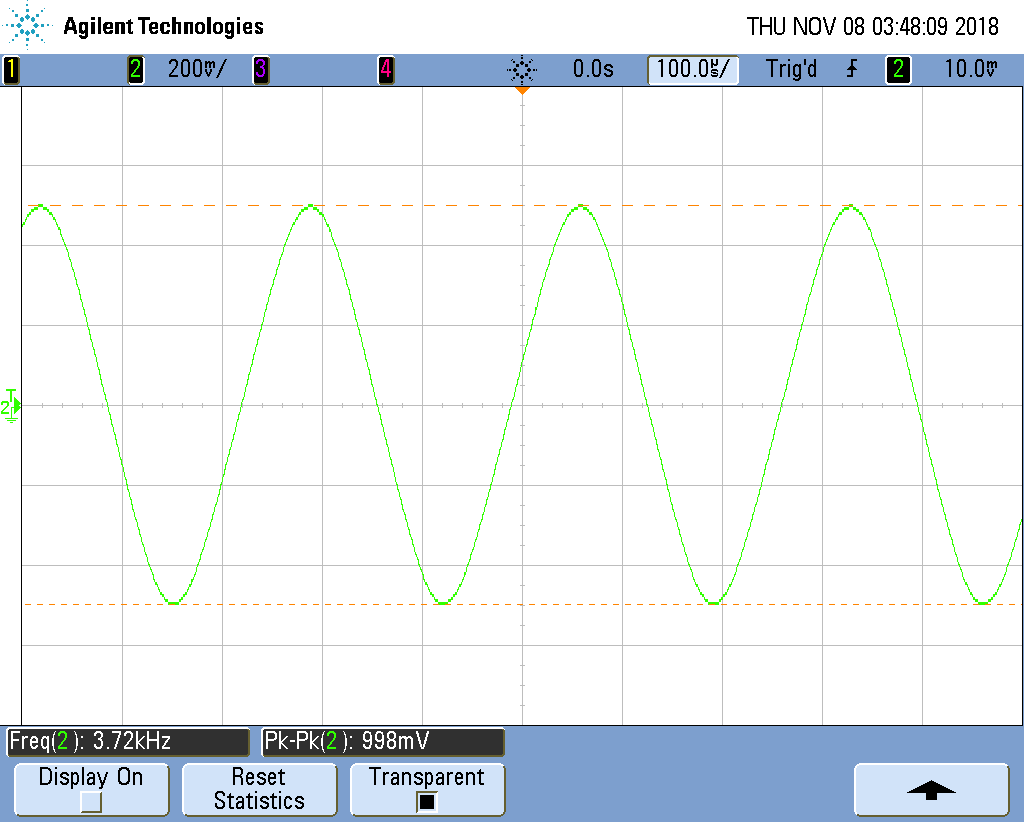 Agilent Technologies THU NOV 08 03:48:09 2018
1 2 200mV/ 3 4 0.0s 100.0µs/ Trig'd 2 10.0mV
T
2
Freq(2): 3.72kHz Pk-Pk(2): 998mV
Display On Reset Statistics Transparent